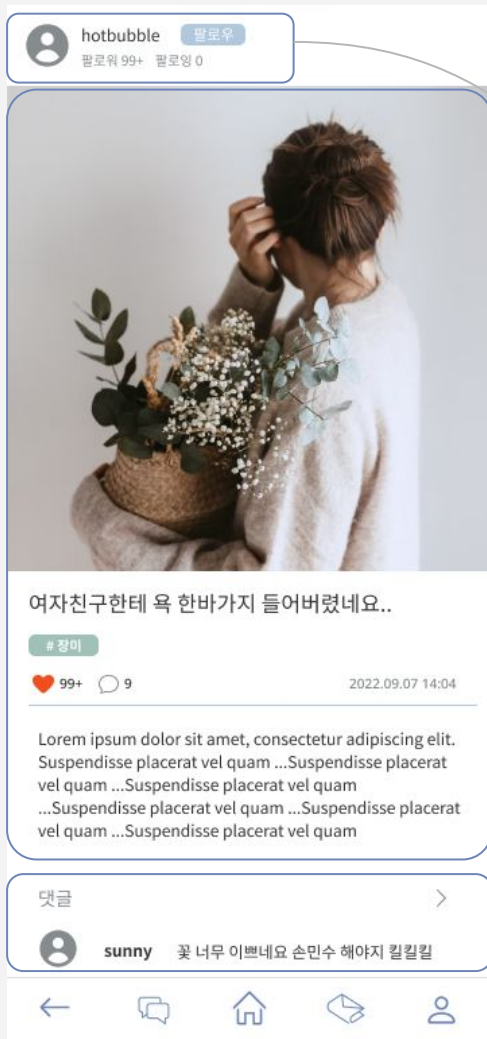 hotbubble 팔로우
팔로워 99+ 팔로잉 0
여자친구한테 욕 한바가지 들어버렸네요..
# 장미
99+ 9 2022.09.07 14:04
Lorem ipsum dolor sit amet, consectetur adipiscing elit.
Suspendisse placerat vel quam ...Suspendisse placerat
vel quam ...Suspendisse placerat vel quam
...Suspendisse placerat vel quam ...Suspendisse placerat
vel quam ...Suspendisse placerat vel quam
댓글
sunny 꽃 너무 이쁘네요 손민수 해야지 킬킬킬